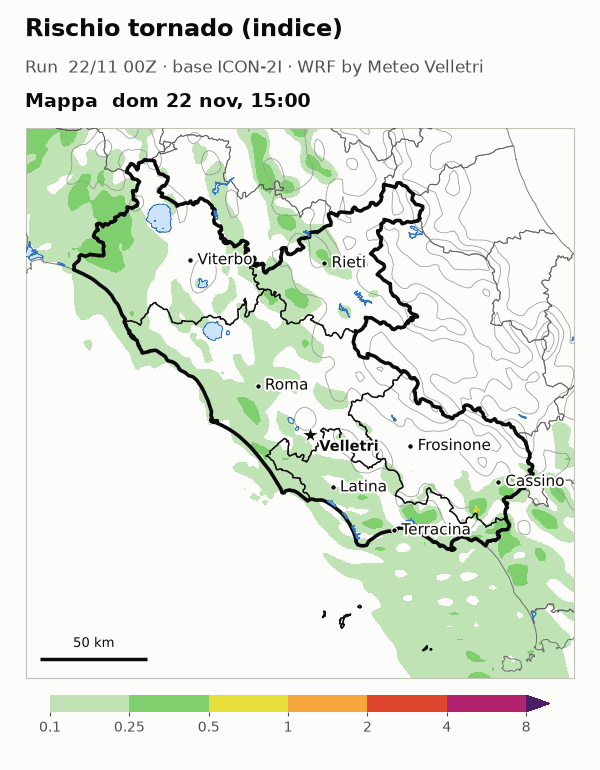 Rischio tornado (indice)
Run 22/11 00Z · base ICON-2I · WRF by Meteo Velletri
Mappa dom 22 nov, 15:00
Viterbo
Rieti
Roma
Velletri
Frosinone
Cassino
Latina
Terracina
50 km
0.1 0.25 0.5 1 2 4 8